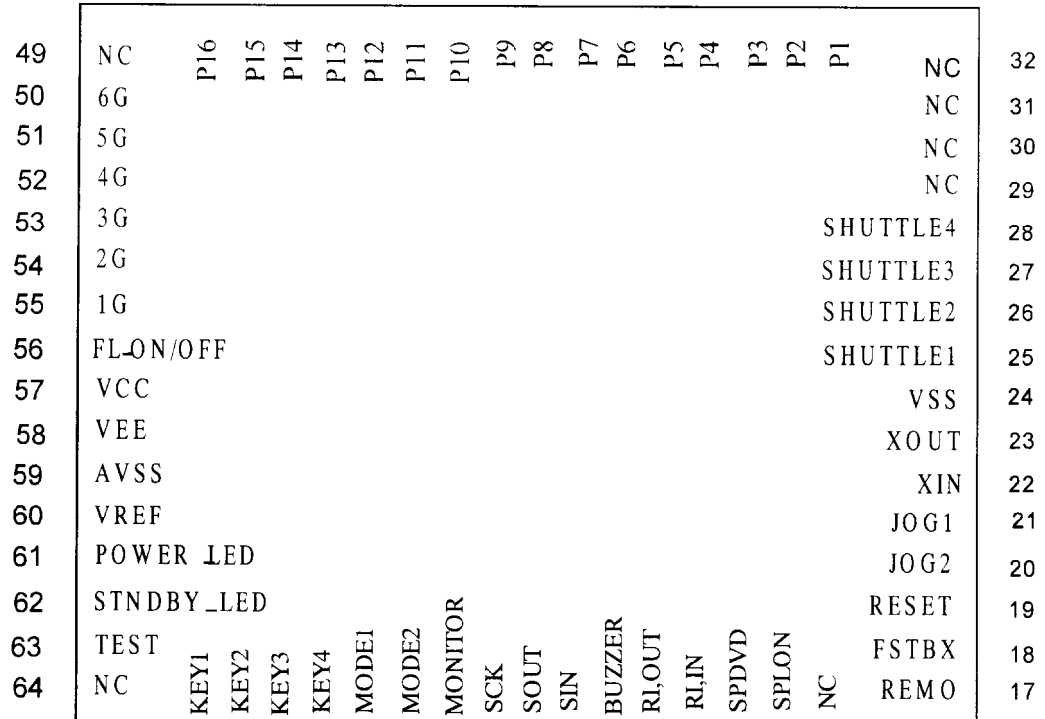 P16 P15 P14 P13 P12 P11 P10 P9 P8 P7 P6 P5 P4 P3 P2 P1
49 NC NC 32
50 6G NC 31
51 5G NC 30
52 4G NC 29
53 3G SHUTTLE4 28
54 2G SHUTTLE3 27
55 1G SHUTTLE2 26
56 FL_ON/OFF SHUTTLE1 25
57 VCC VSS 24
58 VEE XOUT 23
59 AVSS XIN 22
60 VREF JOG1 21
61 POWER_LED JOG2 20
62 STNDBY_LED RESET 19
63 TEST FSTBX 18
64 NC REMO 17
KEY1 KEY2 KEY3 KEY4 MODE1 MODE2 MONITOR SCK SOUT SIN BUZZER RI,OUT RI,IN SPDVD SPLON NC